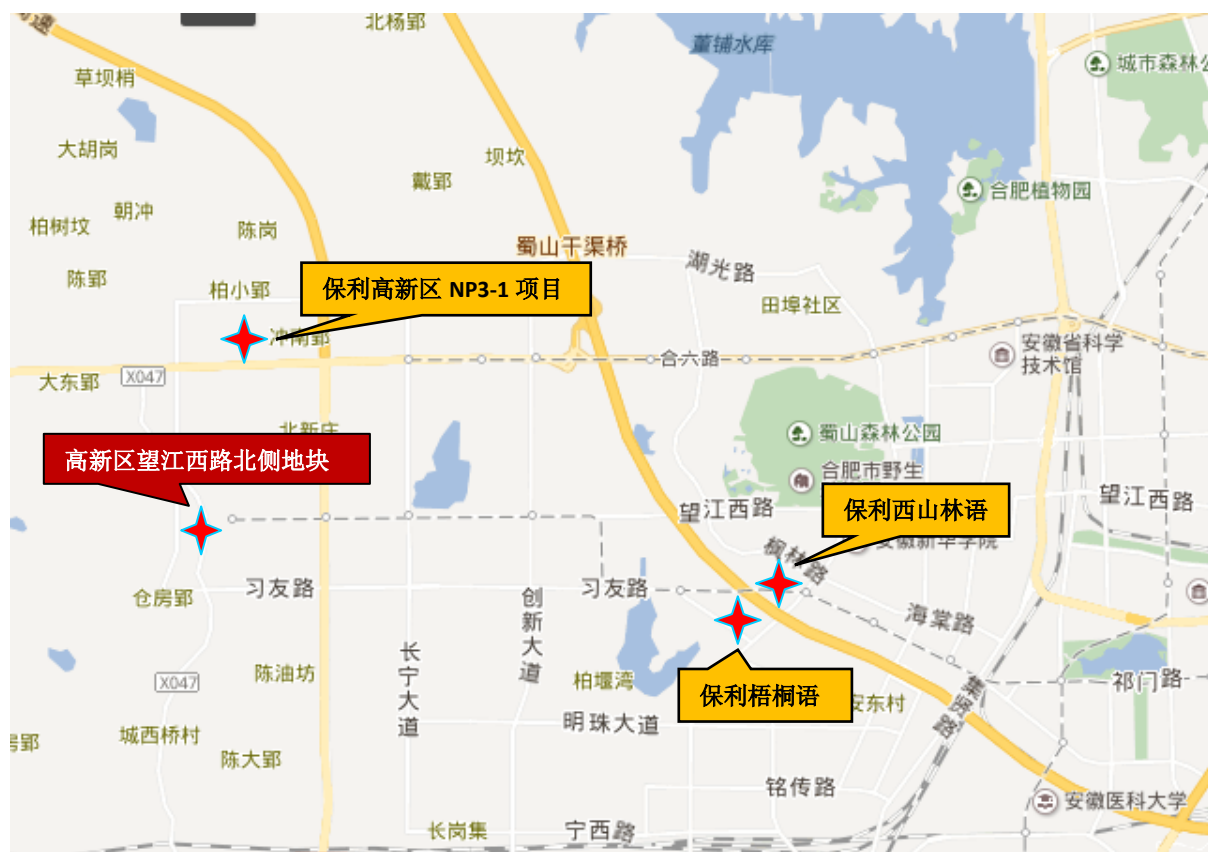 高速
北杨郢
董铺水库
城市森林公
草坝梢
大胡岗
坝坎
戴郢
合肥植物园
柏树坟
朝冲
陈岗
蜀山干渠桥
湖光路
陈郢
柏小郢
保利高新区 NP3-1 项目
田埠社区
冲南郢
合六路
安徽省科学
技术馆
大东郢
X047
北新庄
蜀山森林公园
高新区望江西路北侧地块
合肥市野生
望江西路
保利西山林语
望江西路
安徽新华学院
枫林路
仓房郢
习友路
创新大道
习友路
海棠路
长宁大道
陈油坊
X047
柏堰湾
保利梧桐语
安东村
集贤路
祁门路
城西桥村
明珠大道
陈大郢
铭传路
安徽医科大学
长岗集
宁西路